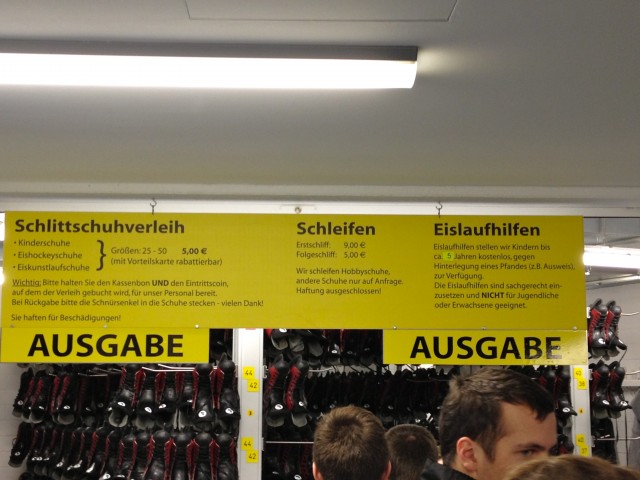 Schlittschuhverleih
• Kinderschuhe
• Eishockeyschuhe
• Eiskunstlaufschuhe
} Größen: 25 - 50 5,00 €
(mit Vorteilskarte rabattierbar)
Wichtig: Bitte halten Sie den Kassenbon UND den Eintrittscoin,
auf dem der Verleih gebucht wird, für unser Personal bereit.
Bei Rückgabe bitte die Schnürsenkel in die Schuhe stecken - vielen Dank!
Sie haften für Beschädigungen!
Schleifen
Erstschliff: 9,00 €
Folgeschliff: 5,00 €
Wir schleifen Hobbyschuhe,
andere Schuhe nur auf Anfrage.
Haftung ausgeschlossen!
Eislaufhilfen
Eislaufhilfen stellen wir Kindern bis
ca. 5 Jahren kostenlos, gegen
Hinterlegung eines Pfandes (z.B. Ausweis),
zur Verfügung.
Die Eislaufhilfen sind sachgerecht ein-
zusetzen und NICHT für Jugendliche
oder Erwachsene geeignet.
AUSGABE
AUSGABE
44
42
44
42